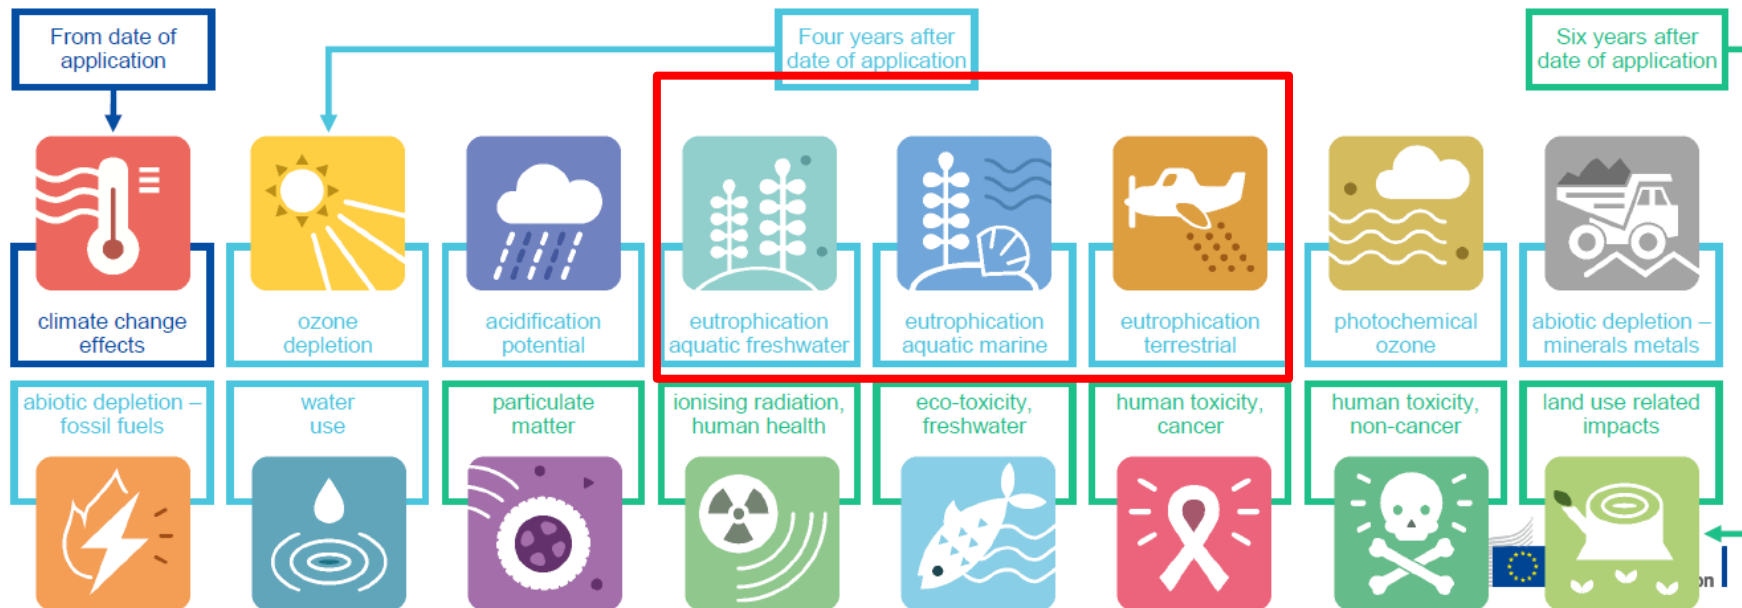 From date of
application
Four years after
date of application
Six years after
date of application
climate change
effects
ozone
depletion
acidification
potential
eutrophication
aquatic freshwater
eutrophication
aquatic marine
eutrophication
terrestrial
photochemical
ozone
abiotic depletion –
minerals metals
abiotic depletion –
fossil fuels
water
use
particulate
matter
ionising radiation,
human health
eco-toxicity,
freshwater
human toxicity,
cancer
human toxicity,
non-cancer
land use related
impacts